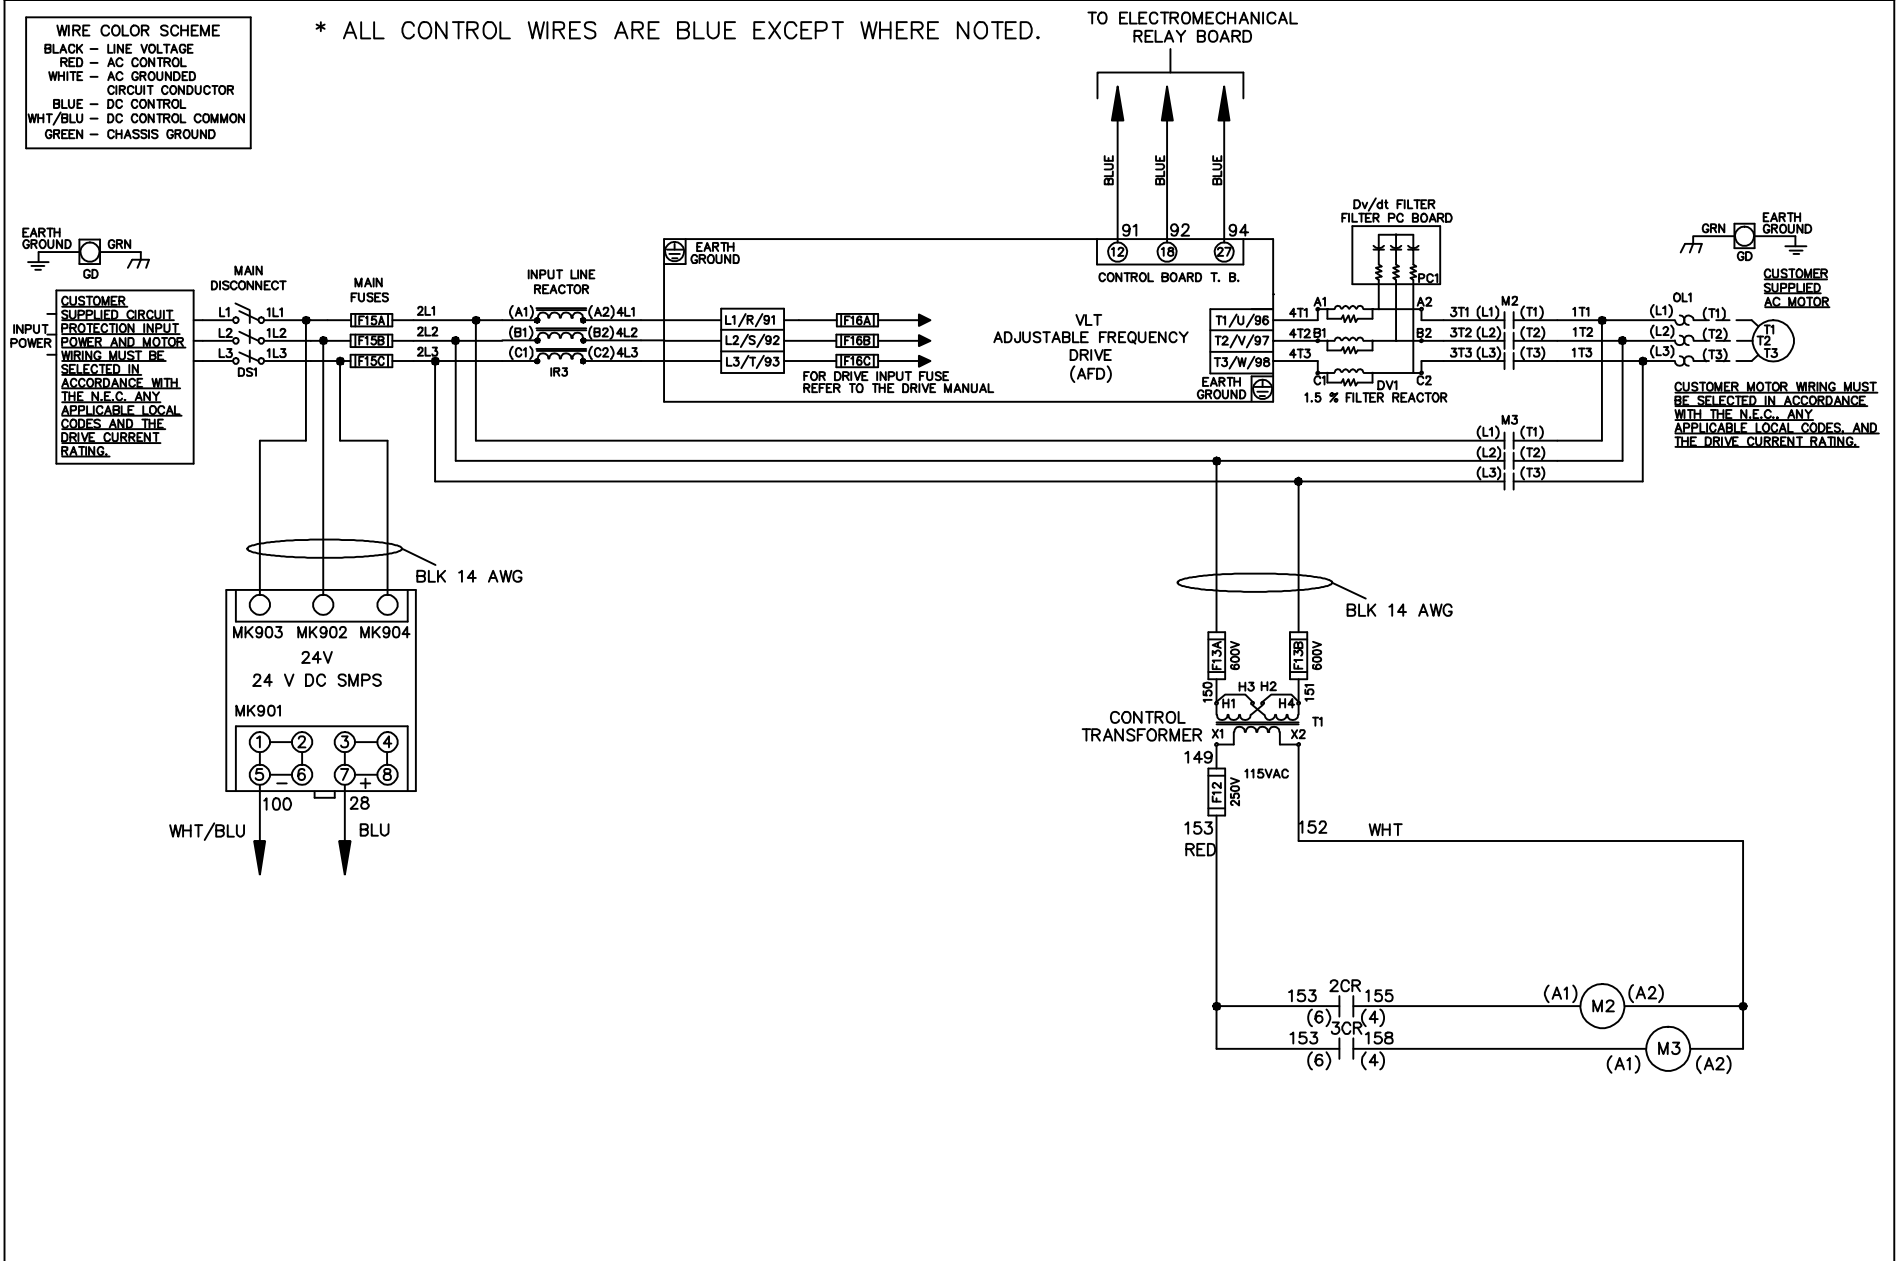 WIRE COLOR SCHEME
BLACK – LINE VOLTAGE
RED – AC CONTROL
WHITE – AC GROUNDED
CIRCUIT CONDUCTOR
BLUE – DC CONTROL
WHT/BLU – DC CONTROL COMMON
GREEN – CHASSIS GROUND
* ALL CONTROL WIRES ARE BLUE EXCEPT WHERE NOTED.
TO ELECTROMECHANICAL
RELAY BOARD
BLUE
BLUE
BLUE
91 92 94
12 18 27
CONTROL BOARD T. B.
EARTH
GROUND
GRN
GD
INPUT
POWER
CUSTOMER
SUPPLIED CIRCUIT
PROTECTION INPUT
POWER AND MOTOR
WIRING MUST BE
SELECTED IN
ACCORDANCE WITH
THE N.E.C. ANY
APPLICABLE LOCAL
CODES AND THE
DRIVE CURRENT
RATING.
MAIN
DISCONNECT
L1 1L1
L2 1L2
L3 1L3
DS1
MAIN
FUSES
F15A
F15B
F15C
2L1
2L2
2L3
INPUT LINE
REACTOR
(A1) (A2) 4L1
(B1) (B2) 4L2
(C1) (C2) 4L3
IR3
EARTH
GROUND
L1/R/91
L2/S/92
L3/T/93
F16A
F16B
F16C
FOR DRIVE INPUT FUSE
REFER TO THE DRIVE MANUAL
VLT
ADJUSTABLE FREQUENCY
DRIVE
(AFD)
T1/U/96
T2/V/97
T3/W/98
EARTH
GROUND
4T1
4T2
4T3
Dv/dt FILTER
FILTER PC BOARD
PC1
A1 A2
B1 B2
C1 C2
DV1
1.5 % FILTER REACTOR
M2
3T1 (L1) (T1) 1T1
3T2 (L2) (T2) 1T2
3T3 (L3) (T3) 1T3
M3
(L1) (T1)
(L2) (T2)
(L3) (T3)
OL1
(L1) (T1)
(L2) (T2)
(L3) (T3)
T1
T2
T3
GRN
GD
EARTH
GROUND
CUSTOMER
SUPPLIED
AC MOTOR
CUSTOMER MOTOR WIRING MUST
BE SELECTED IN ACCORDANCE
WITH THE N.E.C., ANY
APPLICABLE LOCAL CODES, AND
THE DRIVE CURRENT RATING.
BLK 14 AWG
MK903 MK902 MK904
24V
24 V DC SMPS
MK901
1 2 3 4
5 6 7 8
– +
100 28
WHT/BLU BLU
BLK 14 AWG
F13A
600V
F13B
600V
150
151
H3 H2
H1 H4
T1
CONTROL
TRANSFORMER
X1 X2
149
115VAC
F12
250V
153
RED
152 WHT
2CR
153 155
(6) (4)
(A1) M2 (A2)
3CR
153 158
(6) (4)
(A1) M3 (A2)